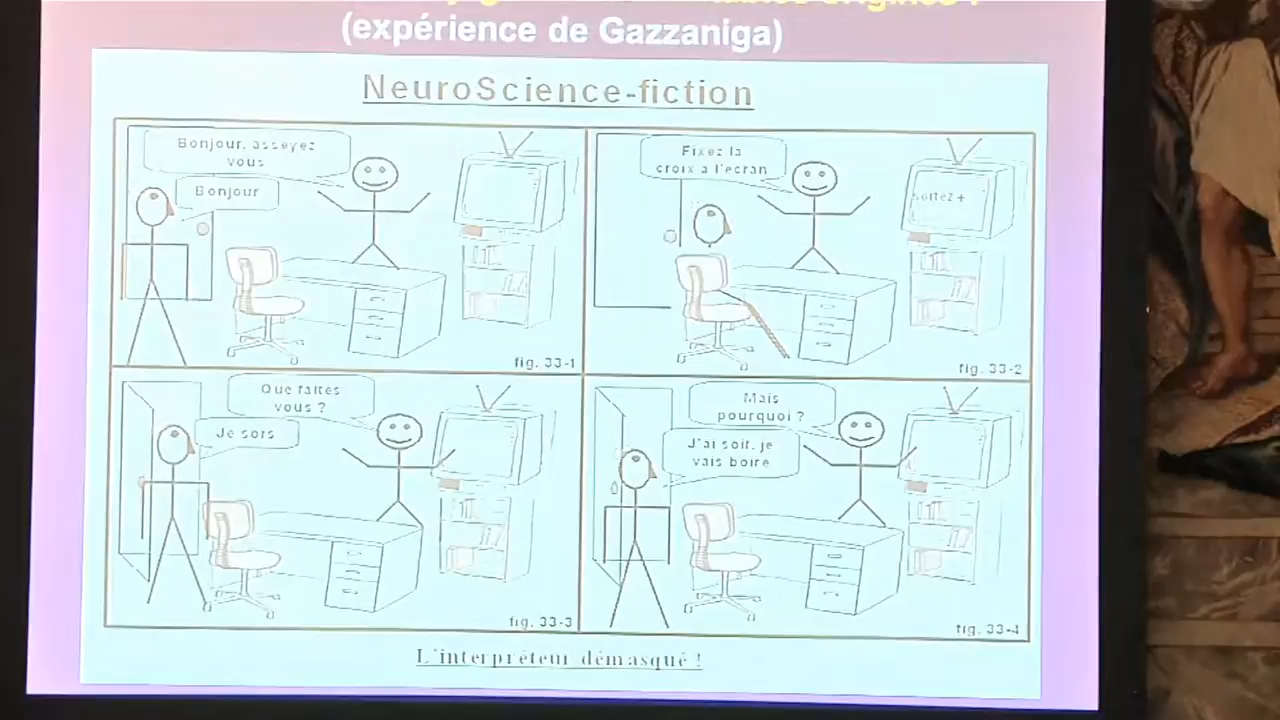 (expérience de Gazzaniga)
NeuroScience-fiction
Bonjour, asseyez
vous
Bonjour
fig. 33-1
Fixez la
croix à l'ecran
Sortez +
fig. 33-2
Que faites
vous ?
Je sors
fig. 33-3
Mais
pourquoi ?
J'ai soif, je
vais boire
fig. 33-4
L'interpréteur démasqué !